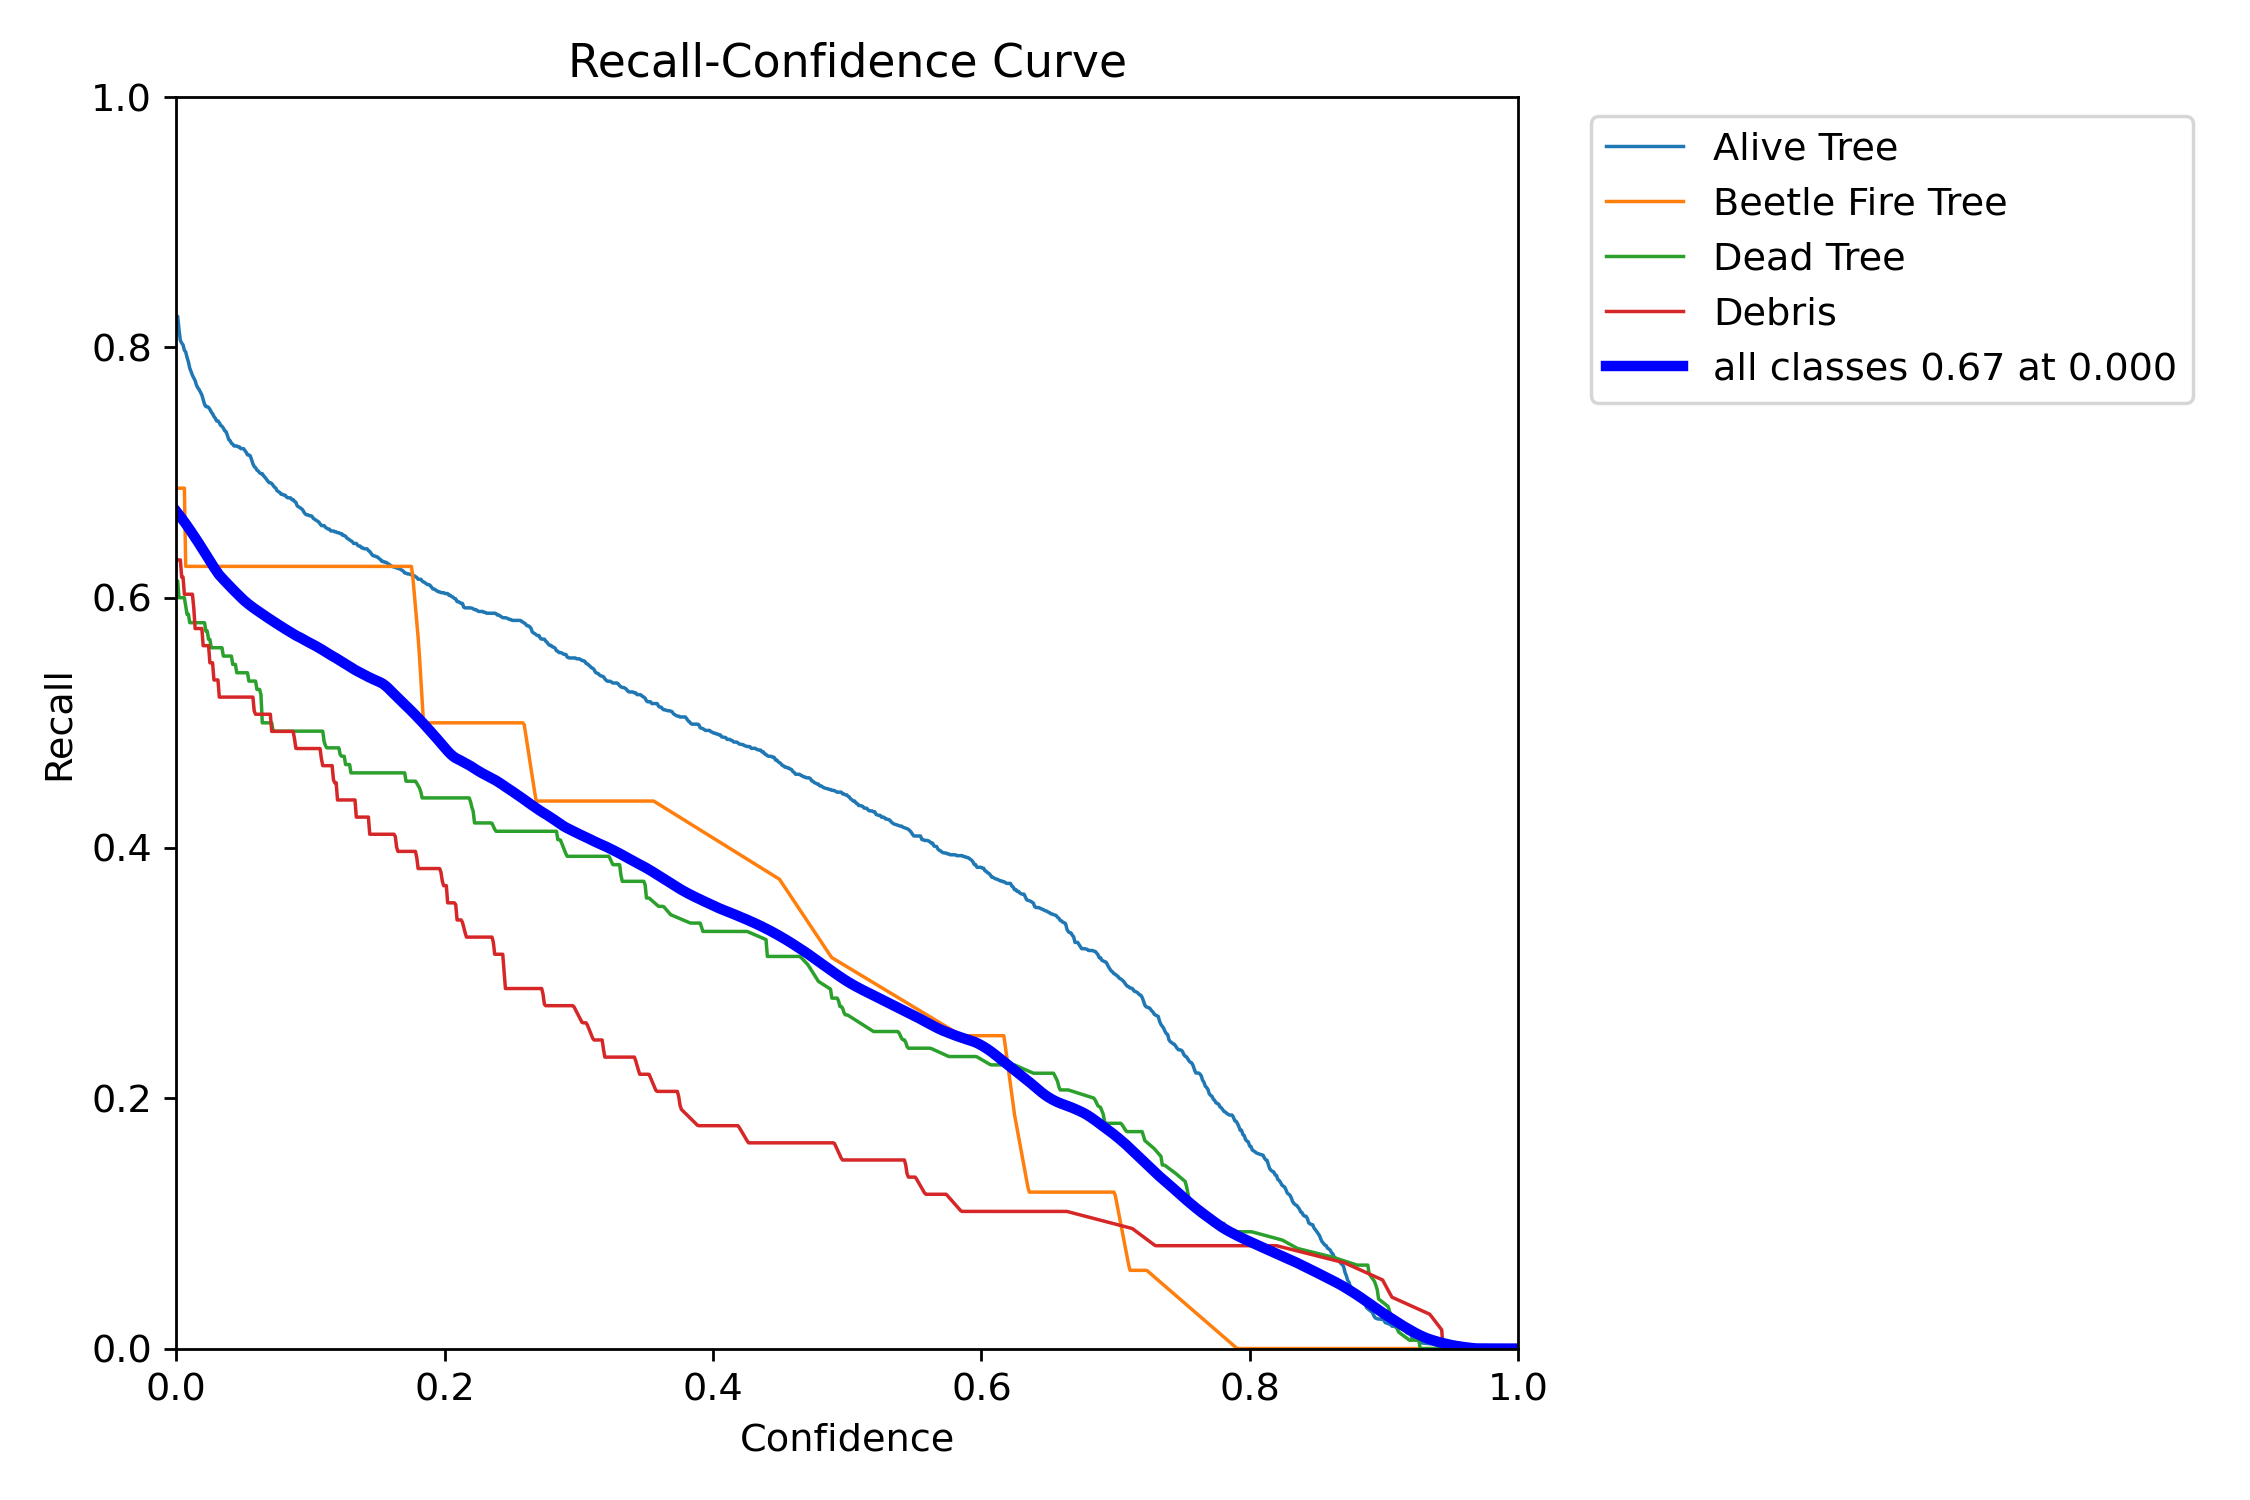 Recall-Confidence Curve
1.0
0.8
0.6
0.4
0.2
0.0
Recall
0.0 0.2 0.4 0.6 0.8 1.0
Confidence
Alive Tree
Beetle Fire Tree
Dead Tree
Debris
all classes 0.67 at 0.000